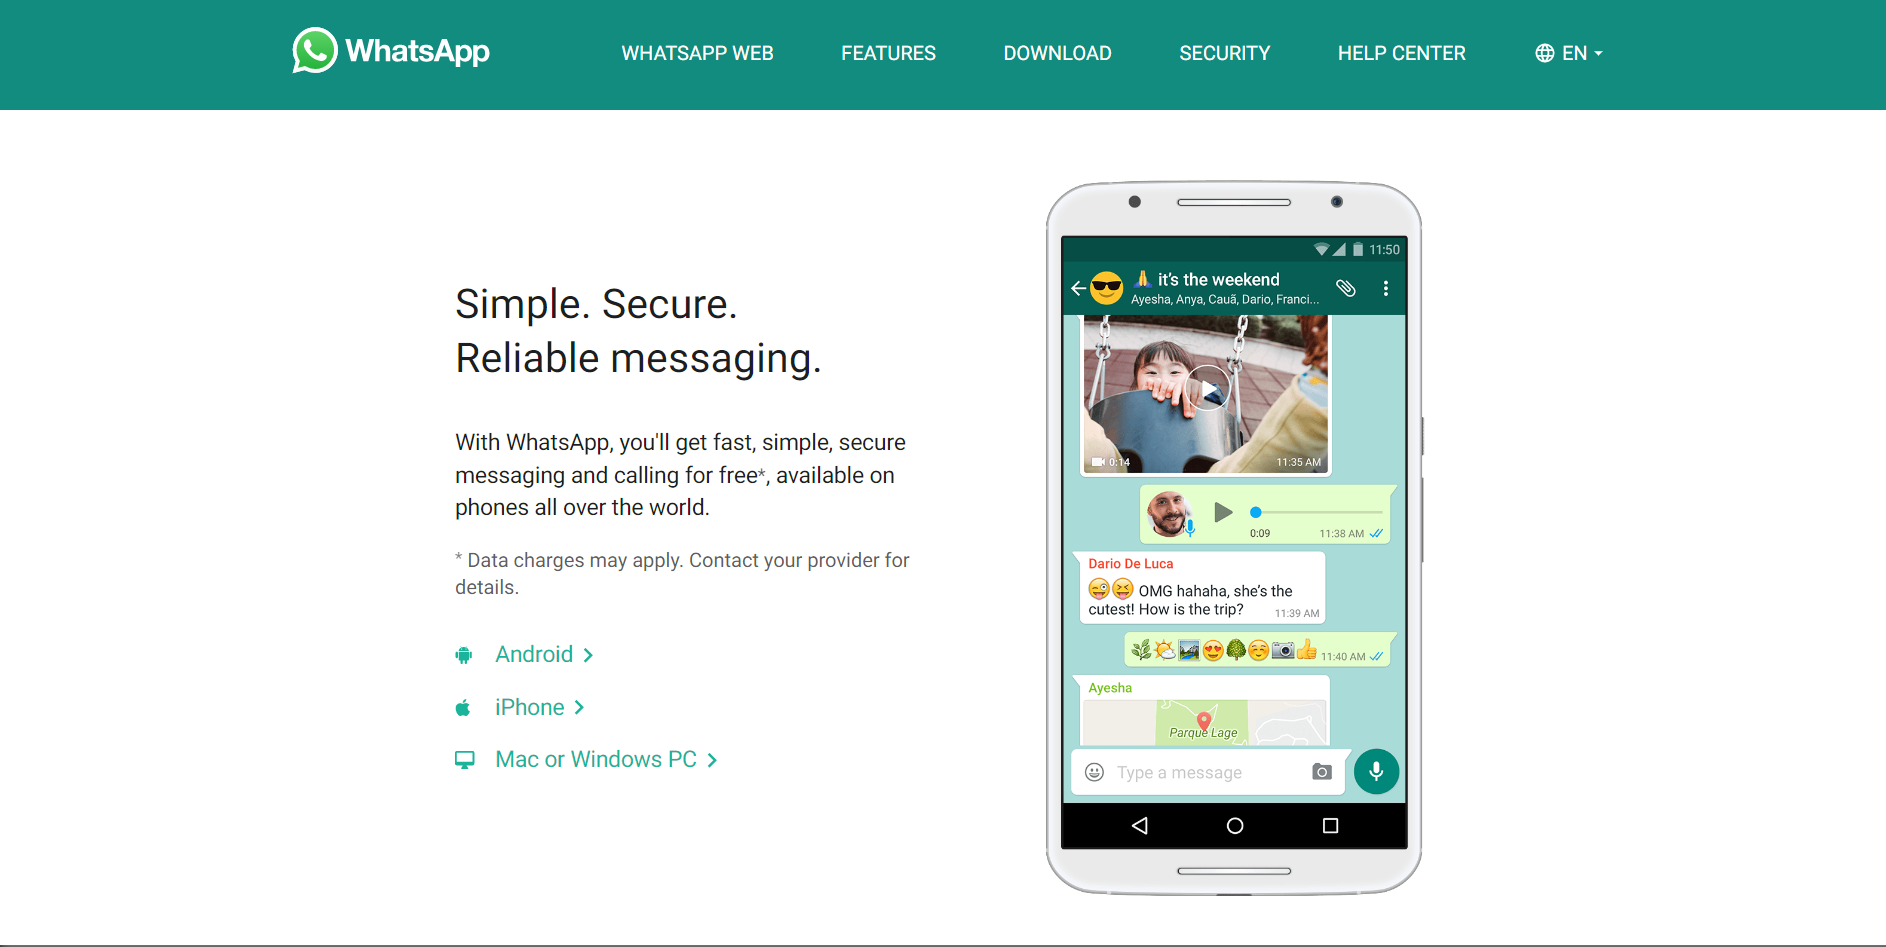 WhatsApp
WHATSAPP WEB
FEATURES
DOWNLOAD
SECURITY
HELP CENTER
EN
Simple. Secure.
Reliable messaging.
With WhatsApp, you'll get fast, simple, secure
messaging and calling for free*, available on
phones all over the world.
* Data charges may apply. Contact your provider for
details.
Android
iPhone
Mac or Windows PC
11:50
🙏 it's the weekend
Ayesha, Anya, Cauã, Dario, Franci...
0:14
11:35 AM
0:09
11:38 AM
Dario De Luca
😜😝 OMG hahaha, she's the
cutest! How is the trip?
11:39 AM
🌿🌤🏞😍🌳☺📷👍 11:40 AM
Ayesha
Parque Lage
Type a message